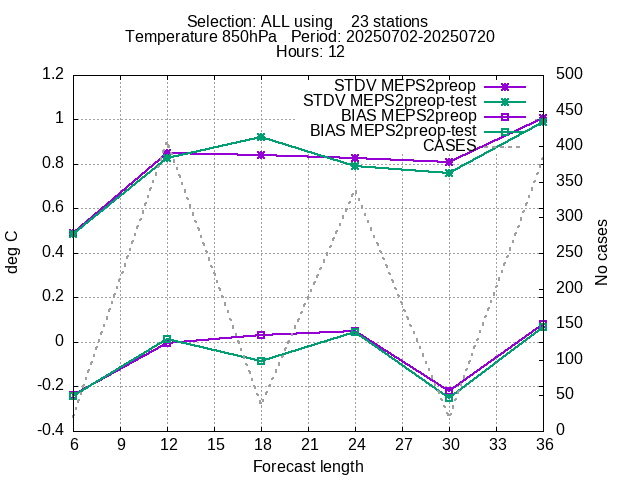 Selection: ALL using    23 stations
Temperature 850hPa   Period: 20250702-20250720
Hours: 12
STDV MEPS2preop
STDV MEPS2preop-test
BIAS MEPS2preop
BIAS MEPS2preop-test
CASES
1.2
1
0.8
0.6
0.4
0.2
0
-0.2
-0.4
deg C
500
450
400
350
300
250
200
150
100
50
0
No cases
6 9 12 15 18 21 24 27 30 33 36
Forecast length